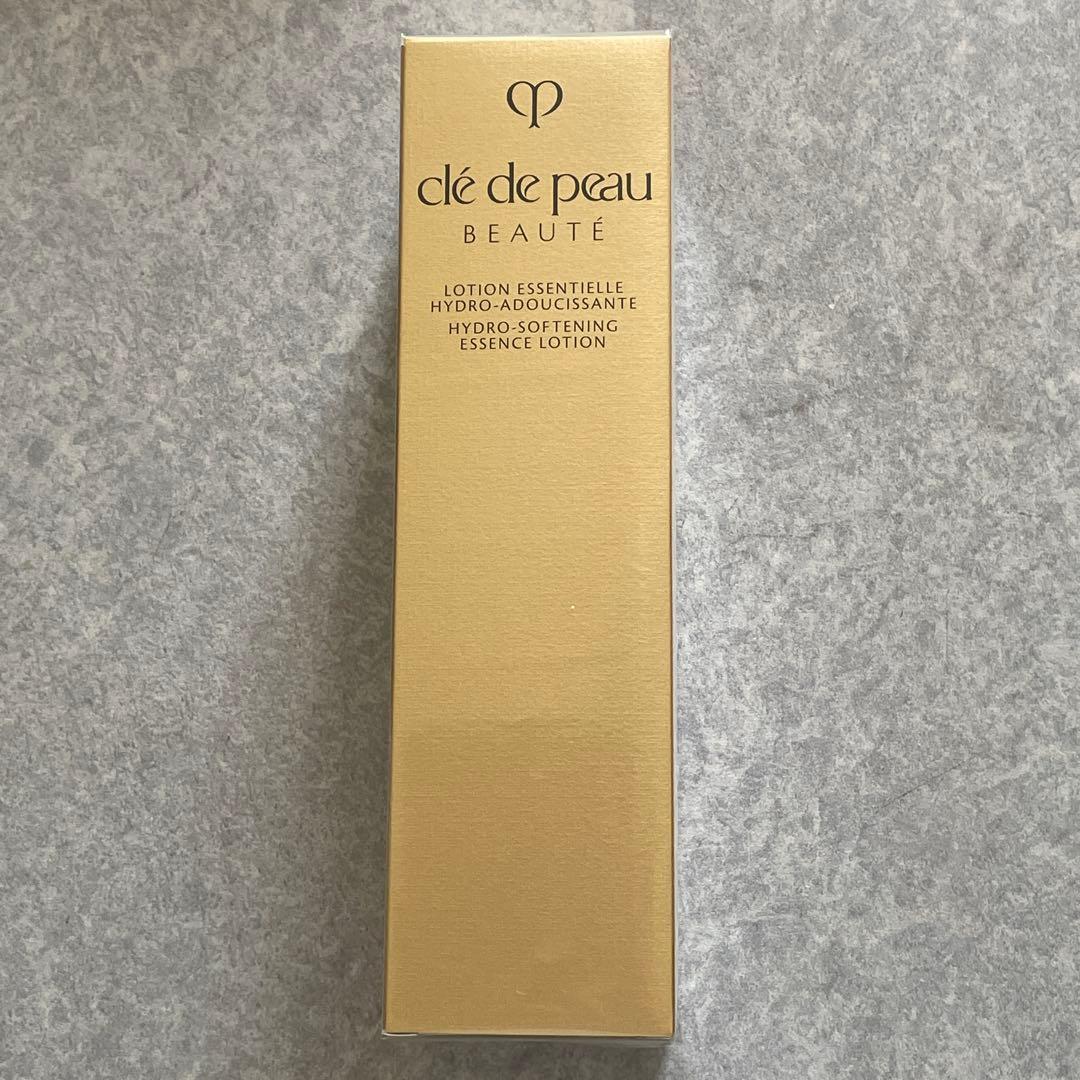 clé de peau
BEAUTÉ
LOTION ESSENTIELLE
HYDRO-ADOUCISSANTE
HYDRO-SOFTENING
ESSENCE LOTION